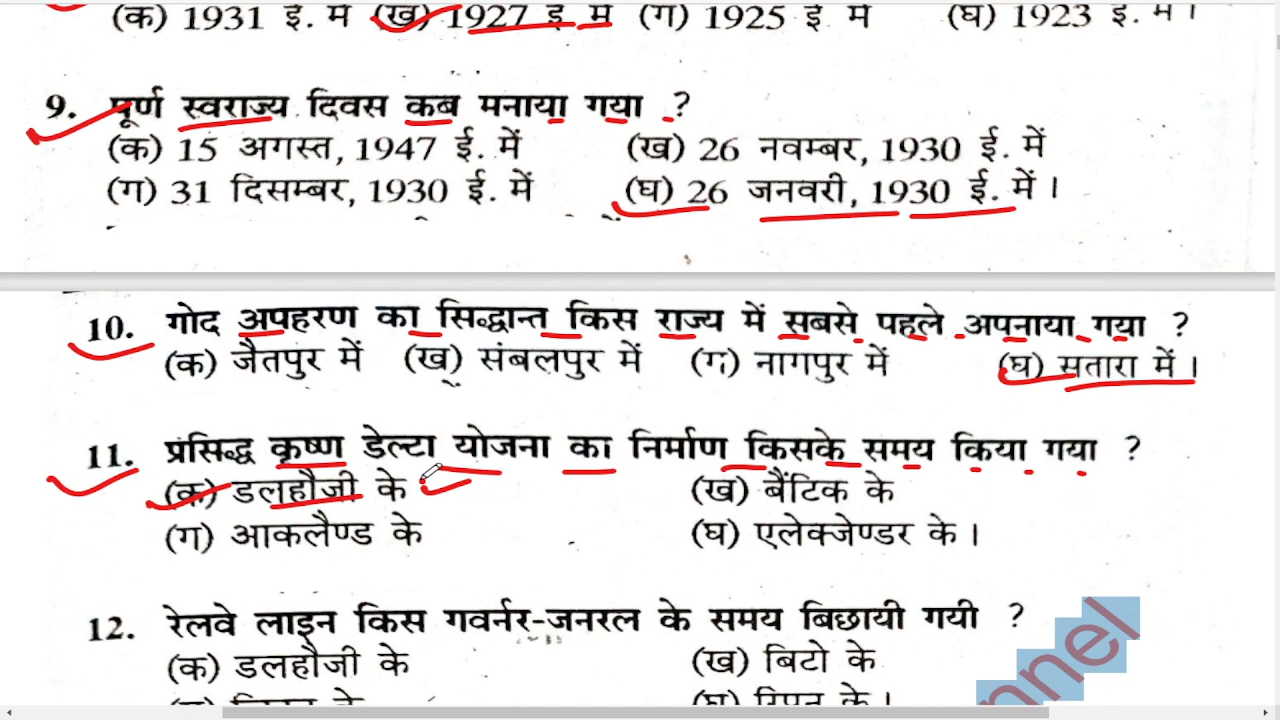 (क) 1931 ई. में (ख) 1927 ई में (ग) 1925 ई में (घ) 1923 ई. में।
9. पूर्ण स्वराज्य दिवस कब मनाया गया ?
(क) 15 अगस्त, 1947 ई. में (ख) 26 नवम्बर, 1930 ई. में
(ग) 31 दिसम्बर, 1930 ई. में (घ) 26 जनवरी, 1930 ई. में।
10. गोद अपहरण का सिद्धान्त किस राज्य में सबसे पहले अपनाया गया ?
(क) जैतपुर में (ख) संबलपुर में (ग) नागपुर में (घ) सतारा में।
11. प्रसिद्ध कृष्ण डेल्टा योजना का निर्माण किसके समय किया गया ?
(क) डलहौजी के (ख) बैंटिक के
(ग) आकलैण्ड के (घ) एलेक्जेण्डर के।
12. रेलवे लाइन किस गवर्नर-जनरल के समय बिछायी गयी ?
(क) डलहौजी के (ख) बिटो के
(घ) रिपन के।